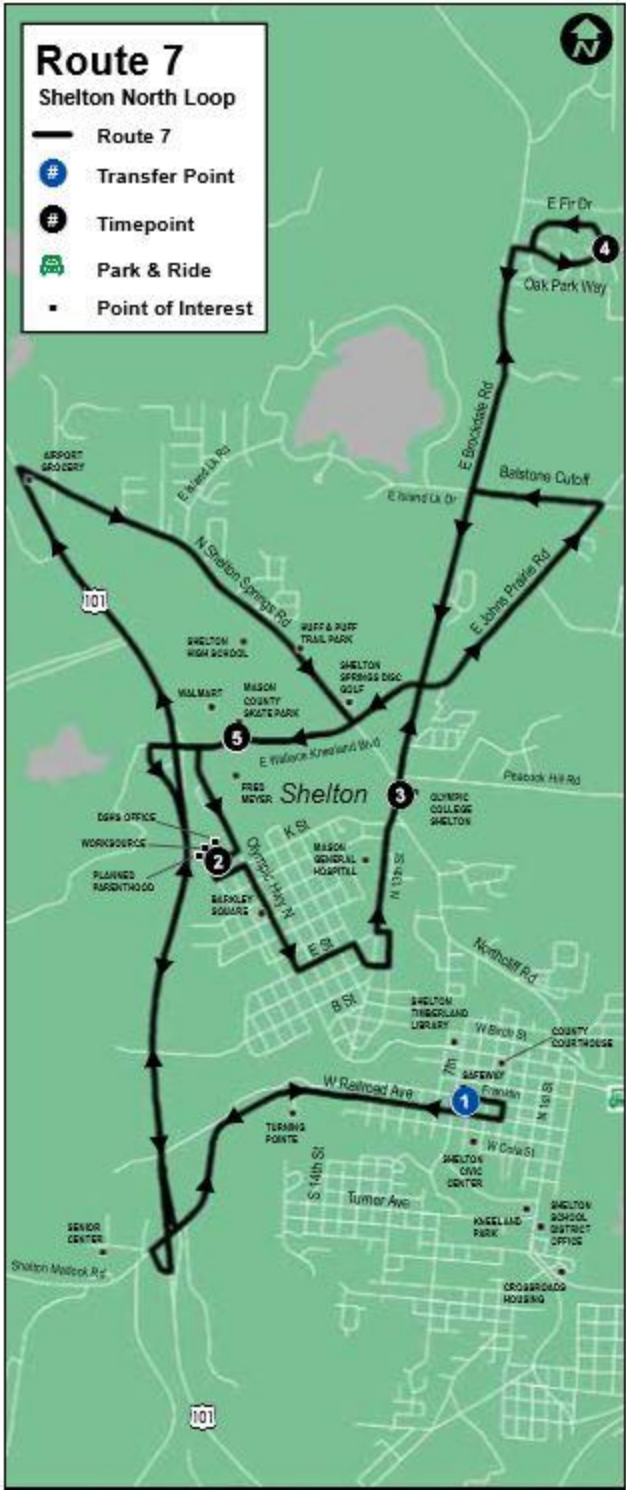 Route 7
Shelton North Loop
Route 7
# Transfer Point
# Timepoint
Park & Ride
Point of Interest
N
E Fir Dr
4
Oak Park Way
E Brockdale Rd
AIRPORT
GROCERY
E Island Lk Rd
Batstone Cutoff
E Island Lk Dr
N Shelton Springs Rd
E Johns Prairie Rd
101
HUFF & PUFF
TRAIL PARK
SHELTON
HIGH SCHOOL
SHELTON
SPRINGS DISC
GOLF
WALMART
MASON
COUNTY
SKATE PARK
5
E Wallace Kneeland Blvd
Peacock Hill Rd
FRED
MEYER
Shelton
3
OLYMPIC
COLLEGE
SHELTON
DSHS OFFICE
K St
WORKSOURCE
2
MASON
GENERAL
HOSPITAL
PLANNED
PARENTHOOD
Olympic Hwy N
N 13th St
BARKLEY
SQUARE
E St
Northcliff Rd
B St
SHELTON
TIMBERLAND
LIBRARY
W Birch St
COUNTY
COURTHOUSE
7th
SAFEWAY
W Railroad Ave
1
Franklin
N 1st St
TURNING
POINTE
W Cota St
SHELTON
CIVIC
CENTER
S 14th St
Turner Ave
KNEELAND
PARK
SHELTON
SCHOOL
DISTRICT
OFFICE
SENIOR
CENTER
Shelton Matlock Rd
CROSSROADS
HOUSING
101